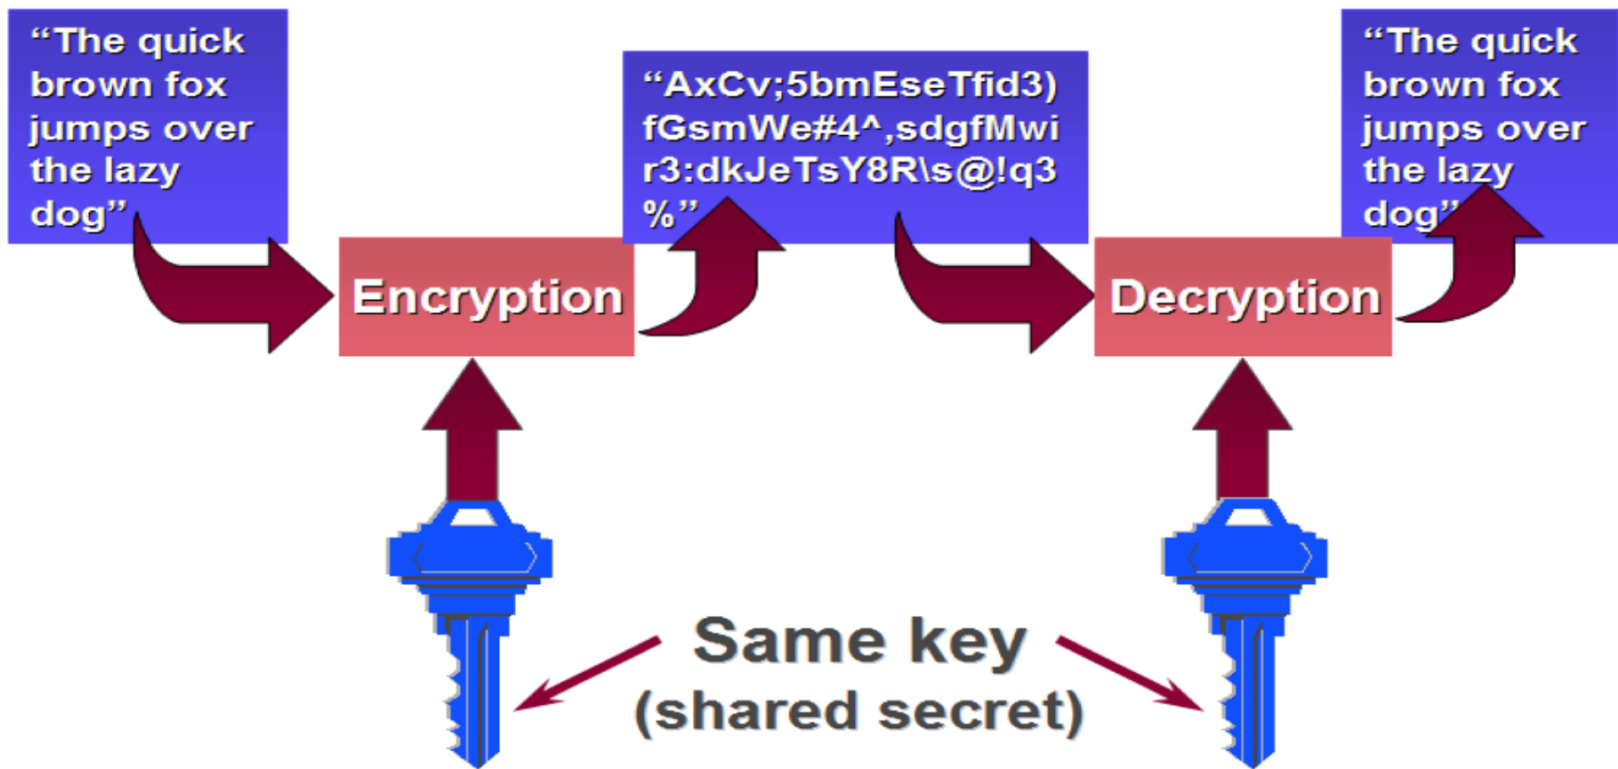 “The quick
brown fox
jumps over
the lazy
dog”
“AxCv;5bmEseTfid3)
fGsmWe#4^,sdgfMwi
r3:dkJeTsY8R\s@!q3
%”
“The quick
brown fox
jumps over
the lazy
dog”
Encryption
Decryption
Same key
(shared secret)